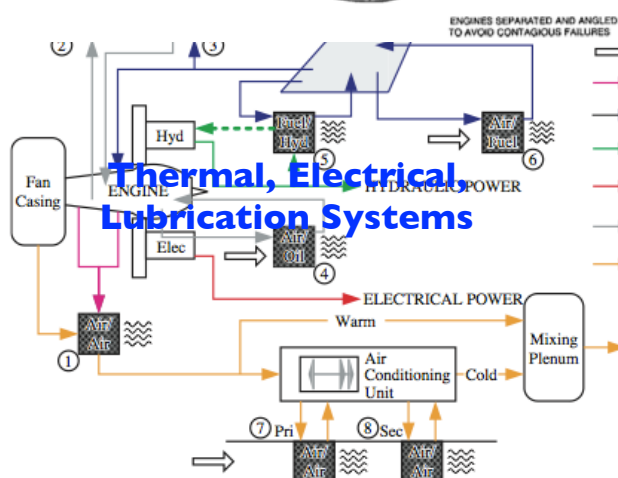 ENGINES SEPARATED AND ANGLED
TO AVOID CONTAGIOUS FAILURES
2
3
Hyd
Fuel/
Hyd
5
Air/
Fuel
6
Fan
Casing
ENGINE
Thermal, Electrical,
Lubrication Systems
HYDRAULIC POWER
Elec
Air/
Oil
4
ELECTRICAL POWER
Warm
Air/
Air
1
Mixing
Plenum
Air
Conditioning
Unit
Cold
7 Pri
8 Sec
Air/
Air
Air/
Air